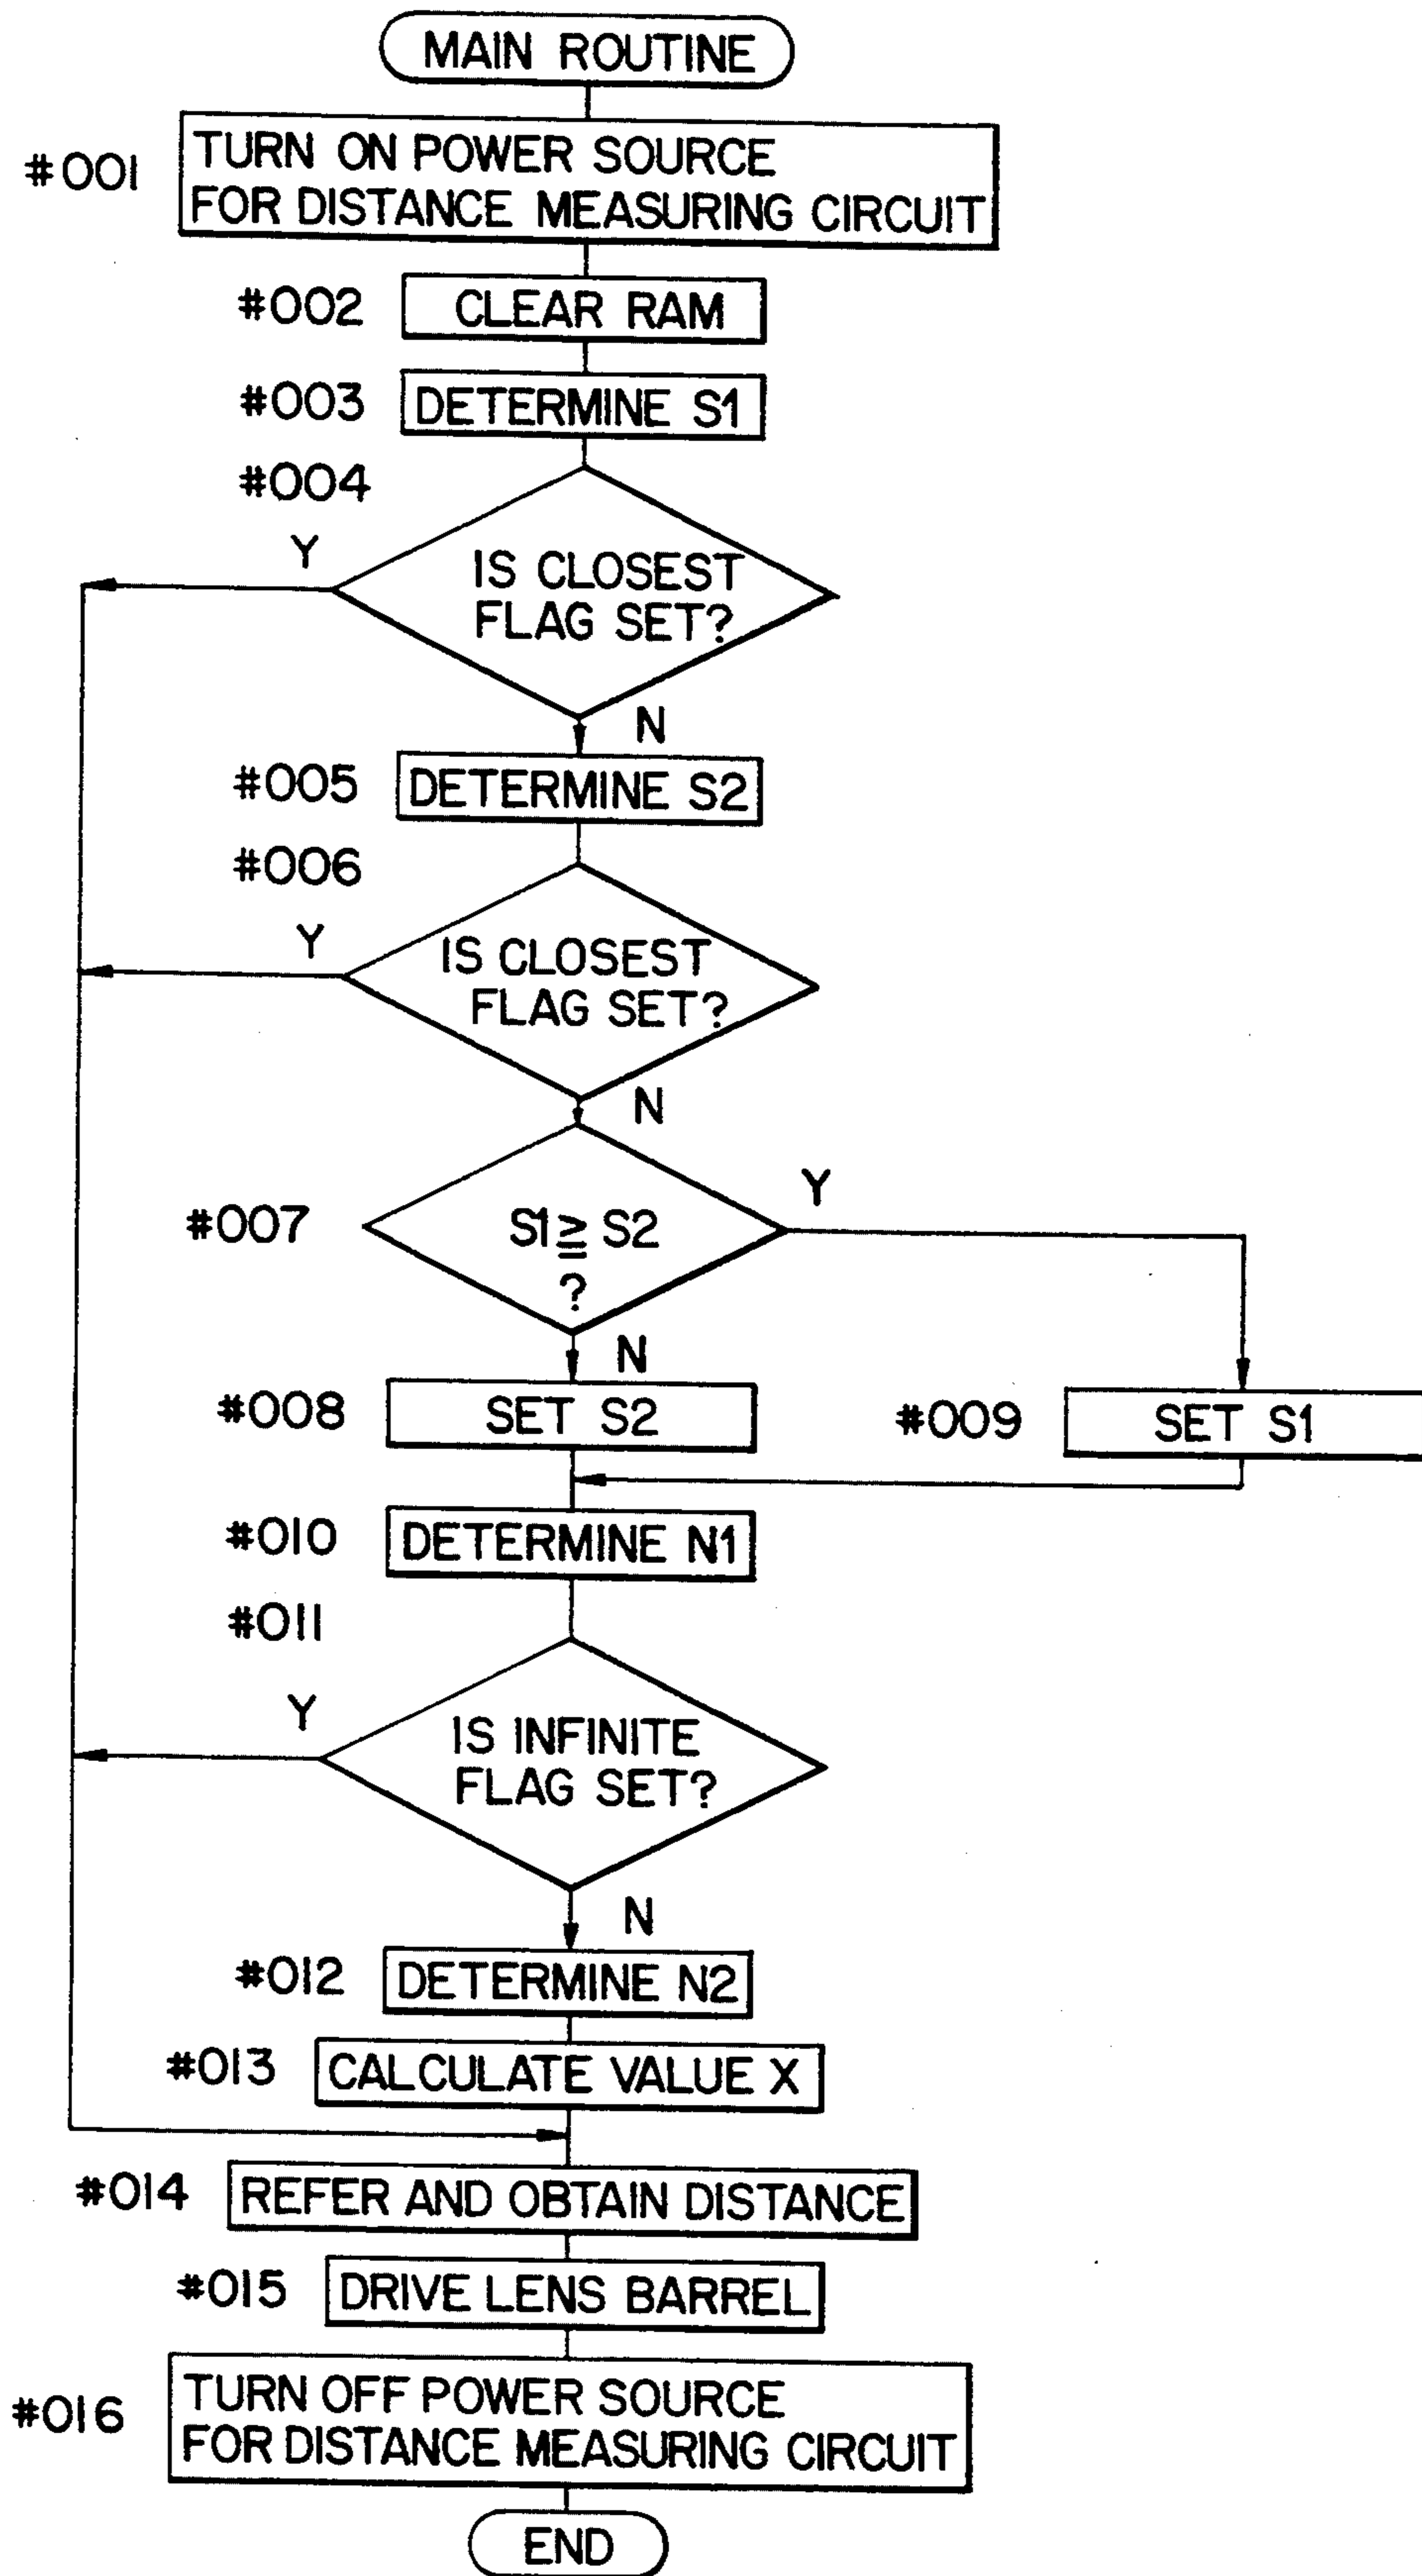 MAIN ROUTINE
#001
TURN ON POWER SOURCE
FOR DISTANCE MEASURING CIRCUIT
#002
CLEAR RAM
#003
DETERMINE S1
#004
Y
IS CLOSEST
FLAG SET?
N
#005
DETERMINE S2
#006
Y
IS CLOSEST
FLAG SET?
N
#007
S1≧S2
?
Y
N
#008
SET S2
#009
SET S1
#010
DETERMINE N1
#011
Y
IS INFINITE
FLAG SET?
N
#012
DETERMINE N2
#013
CALCULATE VALUE X
#014
REFER AND OBTAIN DISTANCE
#015
DRIVE LENS BARREL
#016
TURN OFF POWER SOURCE
FOR DISTANCE MEASURING CIRCUIT
END